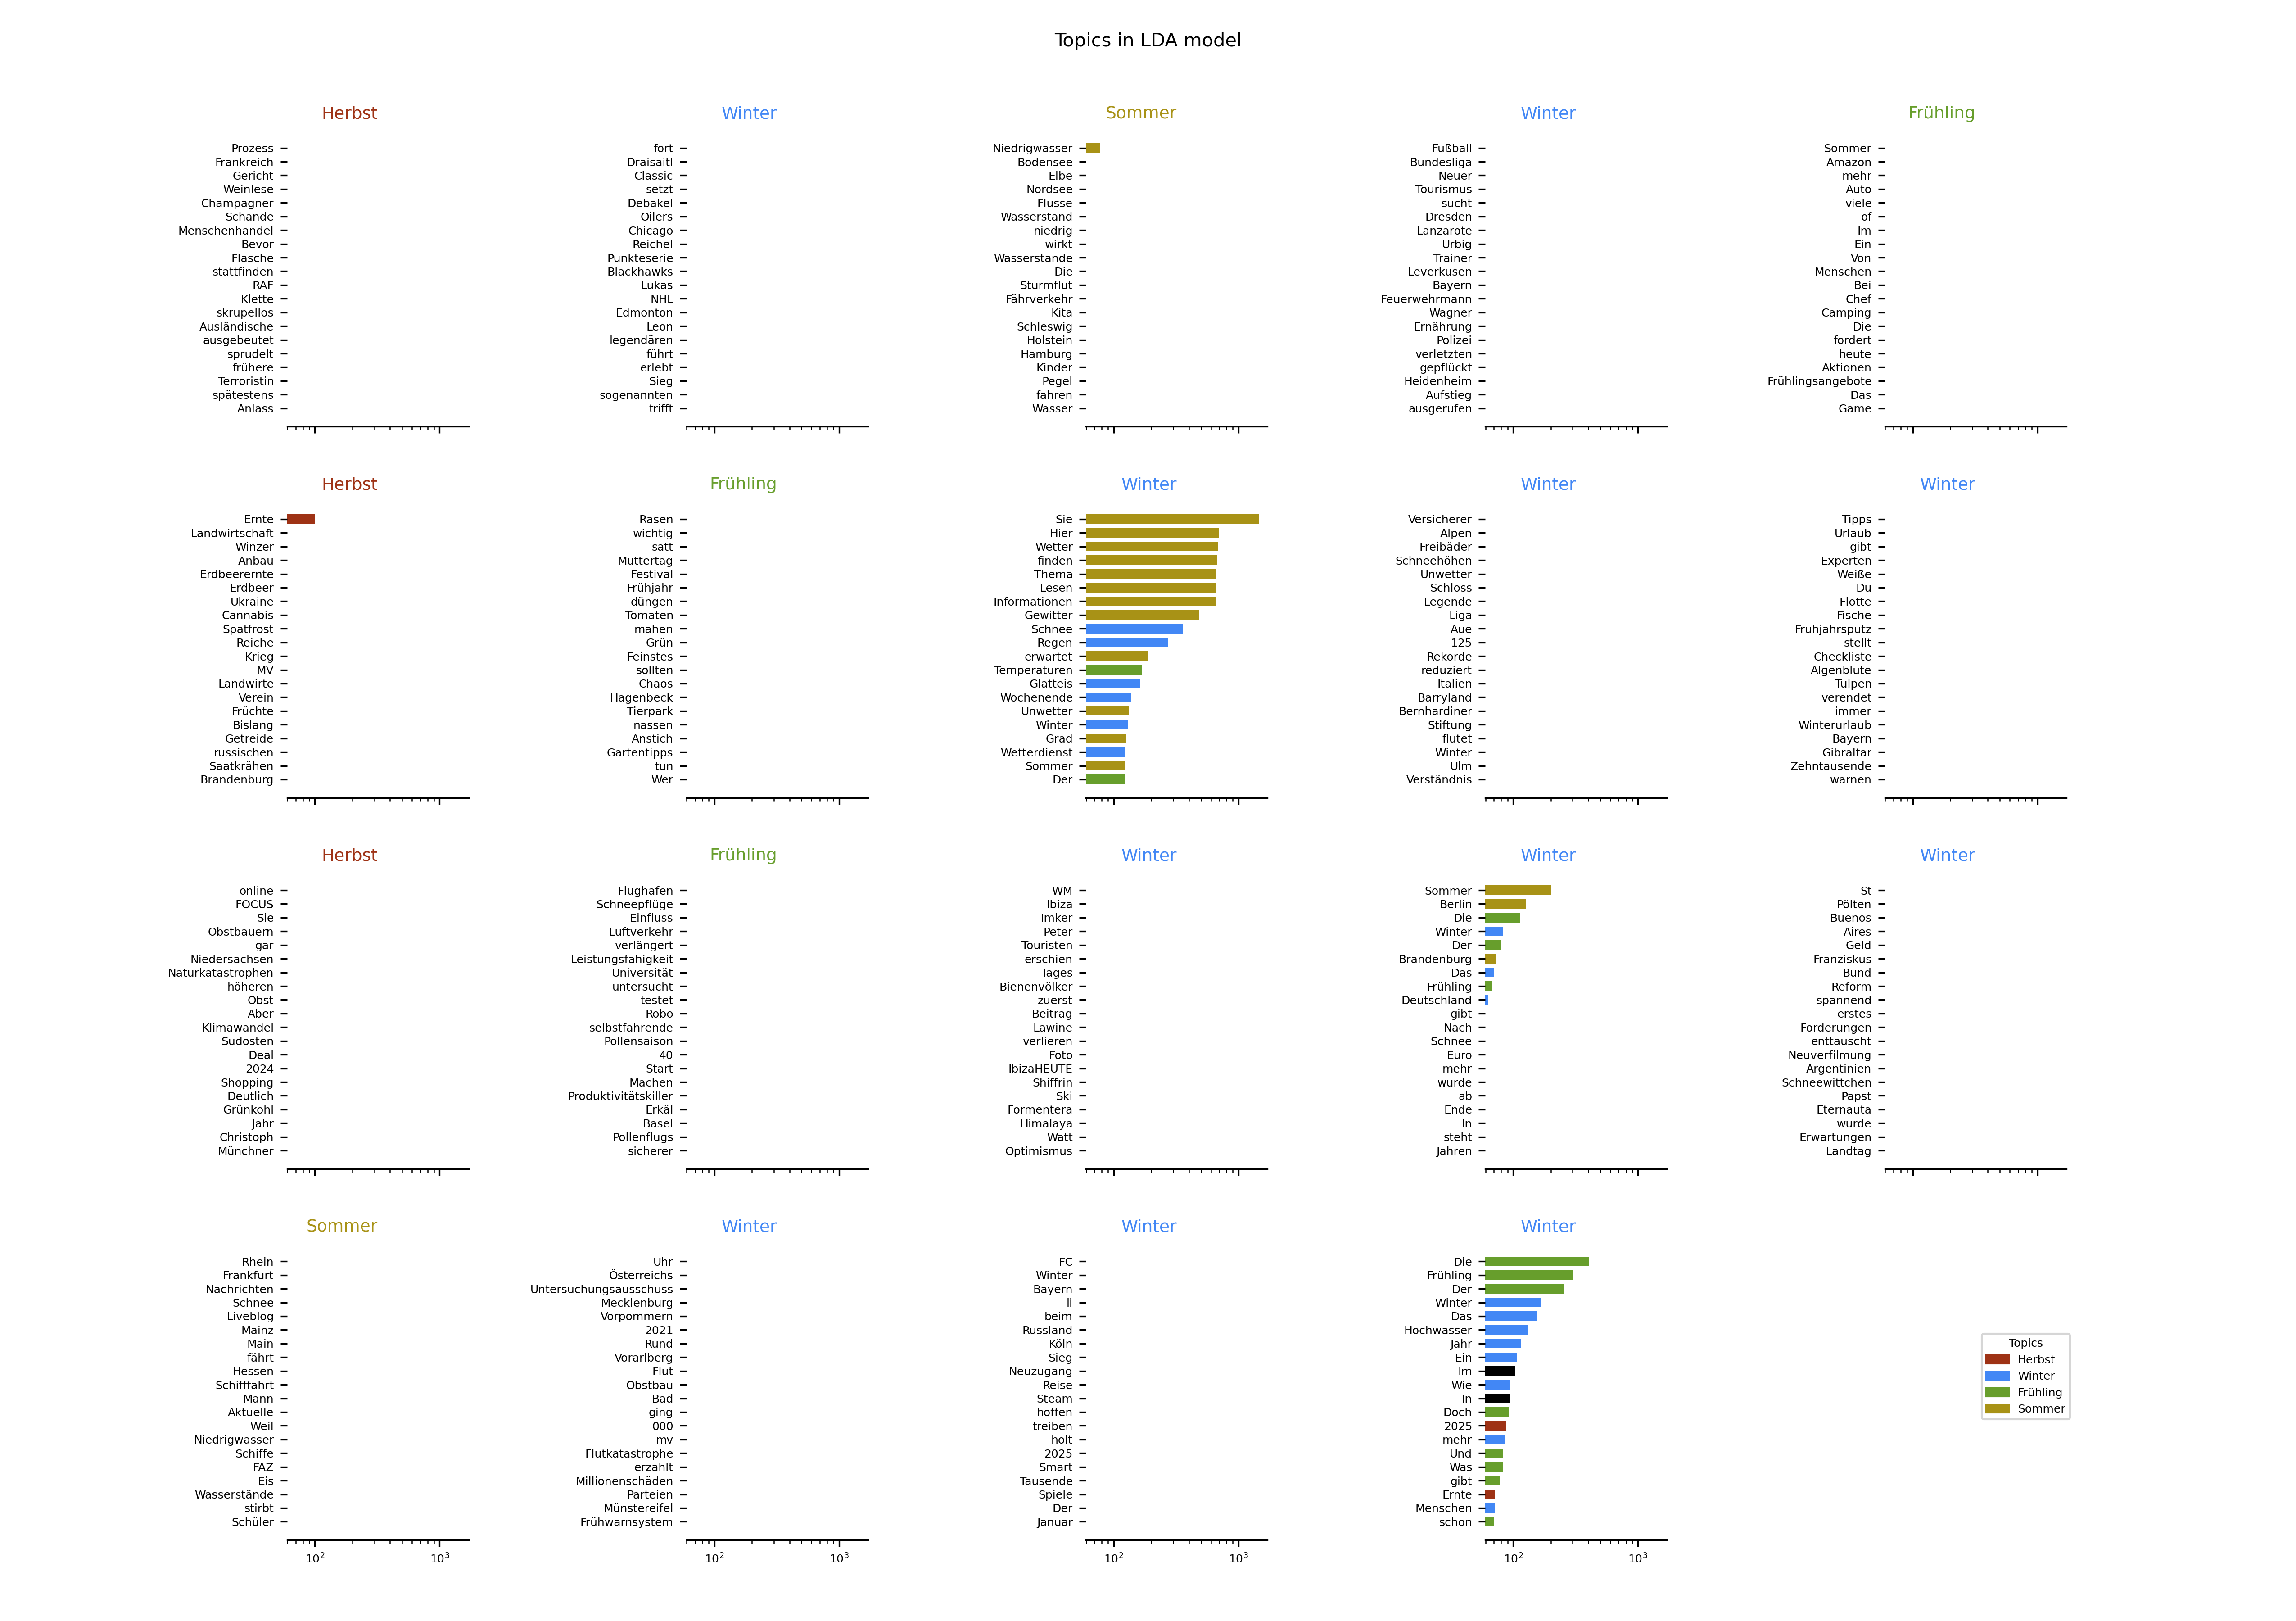 Topics in LDA model
Herbst
Prozess
Frankreich
Gericht
Weinlese
Champagner
Schande
Menschenhandel
Bevor
Flasche
stattfinden
RAF
Klette
skrupellos
Ausländische
ausgebeutet
sprudelt
frühere
Terroristin
spätestens
Anlass
Winter
fort
Draisaitl
Classic
setzt
Debakel
Oilers
Chicago
Reichel
Punkteserie
Blackhawks
Lukas
NHL
Edmonton
Leon
legendären
führt
erlebt
Sieg
sogenannten
trifft
Sommer
Niedrigwasser
Bodensee
Elbe
Nordsee
Flüsse
Wasserstand
niedrig
wirkt
Wasserstände
Die
Sturmflut
Fährverkehr
Kita
Schleswig
Holstein
Hamburg
Kinder
Pegel
fahren
Wasser
Winter
Fußball
Bundesliga
Neuer
Tourismus
sucht
Dresden
Lanzarote
Urbig
Trainer
Leverkusen
Bayern
Feuerwehrmann
Wagner
Ernährung
Polizei
verletzten
gepflückt
Heidenheim
Aufstieg
ausgerufen
Frühling
Sommer
Amazon
mehr
Auto
viele
of
Im
Ein
Von
Menschen
Bei
Chef
Camping
Die
fordert
heute
Aktionen
Frühlingsangebote
Das
Game
Herbst
Ernte
Landwirtschaft
Winzer
Anbau
Erdbeerernte
Erdbeer
Ukraine
Cannabis
Spätfrost
Reiche
Krieg
MV
Landwirte
Verein
Früchte
Bislang
Getreide
russischen
Saatkrähen
Brandenburg
Frühling
Rasen
wichtig
satt
Muttertag
Festival
Frühjahr
düngen
Tomaten
mähen
Grün
Feinstes
sollten
Chaos
Hagenbeck
Tierpark
nassen
Anstich
Gartentipps
tun
Wer
Winter
Sie
Hier
Wetter
finden
Thema
Lesen
Informationen
Gewitter
Schnee
Regen
erwartet
Temperaturen
Glatteis
Wochenende
Unwetter
Winter
Grad
Wetterdienst
Sommer
Der
Winter
Versicherer
Alpen
Freibäder
Schneehöhen
Unwetter
Schloss
Legende
Liga
Aue
125
Rekorde
reduziert
Italien
Barryland
Bernhardiner
Stiftung
flutet
Winter
Ulm
Verständnis
Winter
Tipps
Urlaub
gibt
Experten
Weiße
Du
Flotte
Fische
Frühjahrsputz
stellt
Checkliste
Algenblüte
Tulpen
verendet
immer
Winterurlaub
Bayern
Gibraltar
Zehntausende
warnen
Herbst
online
FOCUS
Sie
Obstbauern
gar
Niedersachsen
Naturkatastrophen
höheren
Obst
Aber
Klimawandel
Südosten
Deal
2024
Shopping
Deutlich
Grünkohl
Jahr
Christoph
Münchner
Frühling
Flughafen
Schneepflüge
Einfluss
Luftverkehr
verlängert
Leistungsfähigkeit
Universität
untersucht
testet
Robo
selbstfahrende
Pollensaison
40
Start
Machen
Produktivitätskiller
Erkäl
Basel
Pollenflugs
sicherer
Winter
WM
Ibiza
Imker
Peter
Touristen
erschien
Tages
Bienenvölker
zuerst
Beitrag
Lawine
verlieren
Foto
IbizaHEUTE
Shiffrin
Ski
Formentera
Himalaya
Watt
Optimismus
Winter
Sommer
Berlin
Die
Winter
Der
Brandenburg
Das
Frühling
Deutschland
gibt
Nach
Schnee
Euro
mehr
wurde
ab
Ende
In
steht
Jahren
Winter
St
Pölten
Buenos
Aires
Geld
Franziskus
Bund
Reform
spannend
erstes
Forderungen
enttäuscht
Neuverfilmung
Argentinien
Schneewittchen
Papst
Eternauta
wurde
Erwartungen
Landtag
Sommer
Rhein
Frankfurt
Nachrichten
Schnee
Liveblog
Mainz
Main
fährt
Hessen
Schifffahrt
Mann
Aktuelle
Weil
Niedrigwasser
Schiffe
FAZ
Eis
Wasserstände
stirbt
Schüler
10²
10³
Winter
Uhr
Österreichs
Untersuchungsausschuss
Mecklenburg
Vorpommern
2021
Rund
Vorarlberg
Flut
Obstbau
Bad
ging
000
mv
Flutkatastrophe
erzählt
Millionenschäden
Parteien
Münstereifel
Frühwarnsystem
10²
10³
Winter
FC
Winter
Bayern
li
beim
Russland
Köln
Sieg
Neuzugang
Reise
Steam
hoffen
treiben
holt
2025
Smart
Tausende
Spiele
Der
Januar
10²
10³
Winter
Die
Frühling
Der
Winter
Das
Hochwasser
Jahr
Ein
Im
Wie
In
Doch
2025
mehr
Und
Was
gibt
Ernte
Menschen
schon
10²
10³
Topics
Herbst
Winter
Frühling
Sommer